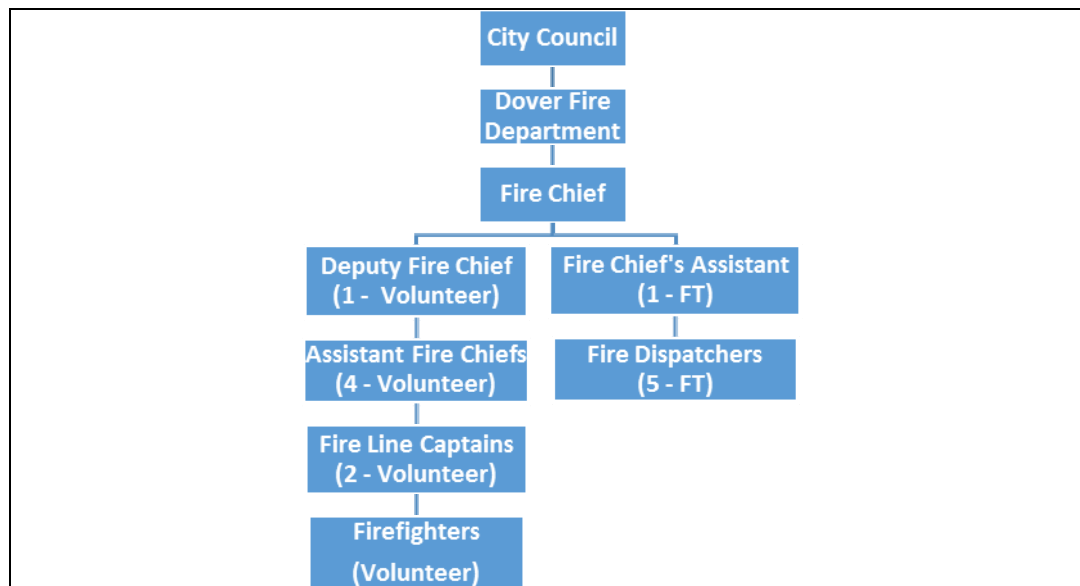 City Council
Dover Fire
Department
Fire Chief
Deputy Fire Chief
(1 - Volunteer)
Fire Chief's Assistant
(1 - FT)
Assistant Fire Chiefs
(4 - Volunteer)
Fire Dispatchers
(5 - FT)
Fire Line Captains
(2 - Volunteer)
Firefighters
(Volunteer)